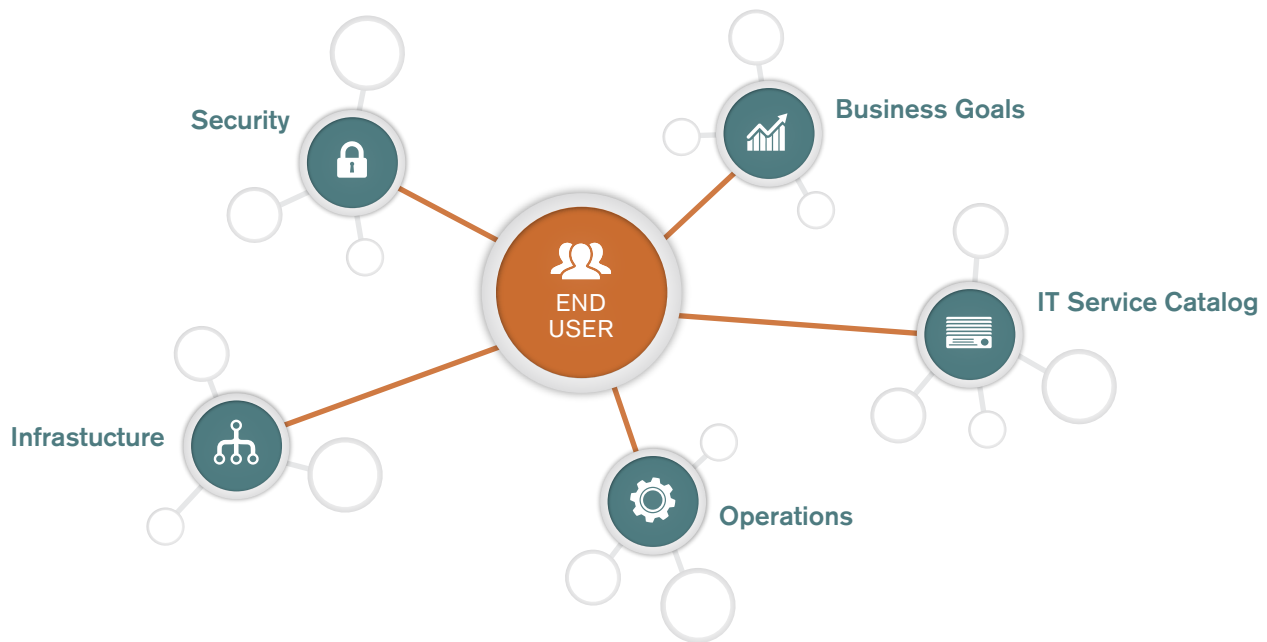 Security
Business Goals
END
USER
IT Service Catalog
Infrastucture
Operations